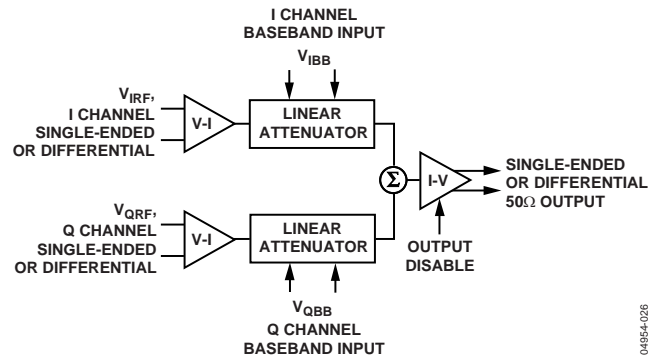 I CHANNEL
BASEBAND INPUT
VIBB
VIRF,
I CHANNEL
SINGLE-ENDED
OR DIFFERENTIAL
V-I
LINEAR
ATTENUATOR
Σ
I-V
SINGLE-ENDED
OR DIFFERENTIAL
50Ω OUTPUT
VQRF,
Q CHANNEL
SINGLE-ENDED
OR DIFFERENTIAL
V-I
LINEAR
ATTENUATOR
OUTPUT
DISABLE
VQBB
Q CHANNEL
BASEBAND INPUT
04954-026